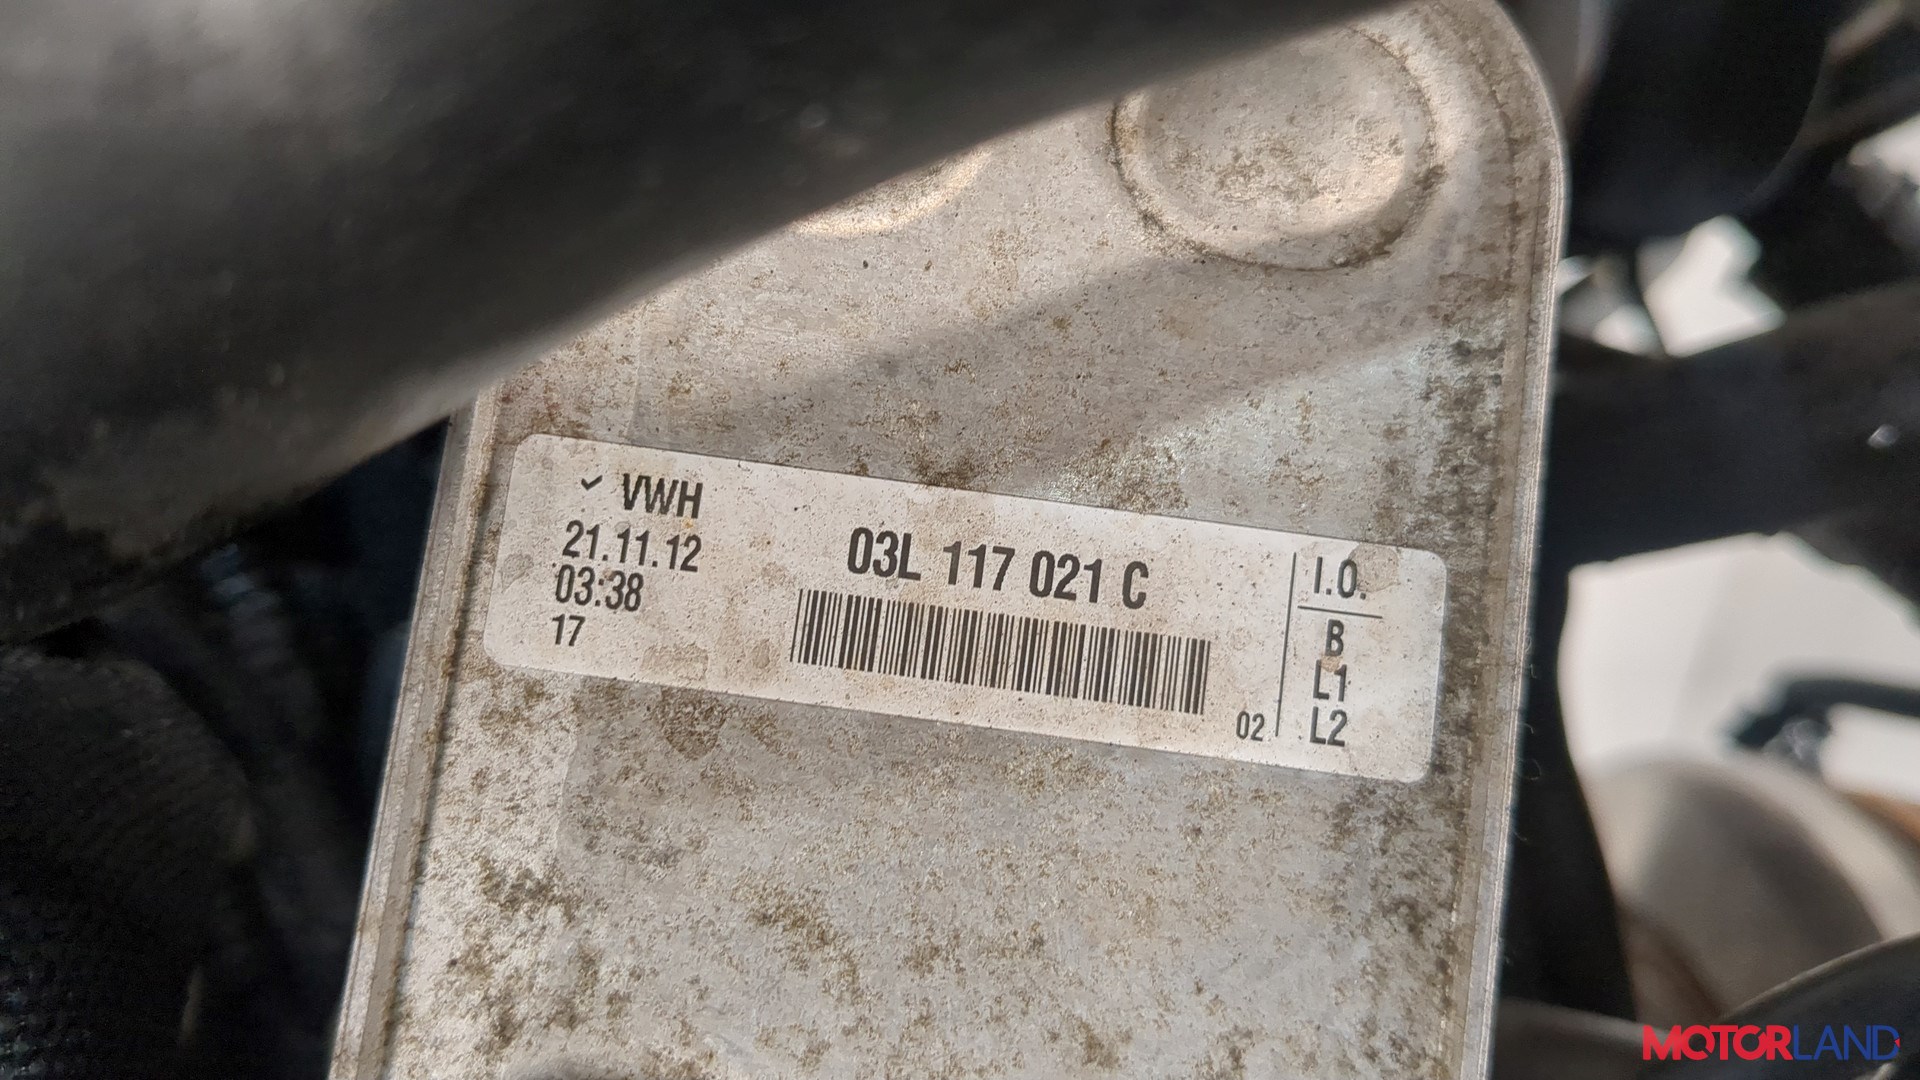 VWH
21.11.12
03:38
17
03L 117 021 C
02
I.O.
B
L1
L2
MOTORLAND